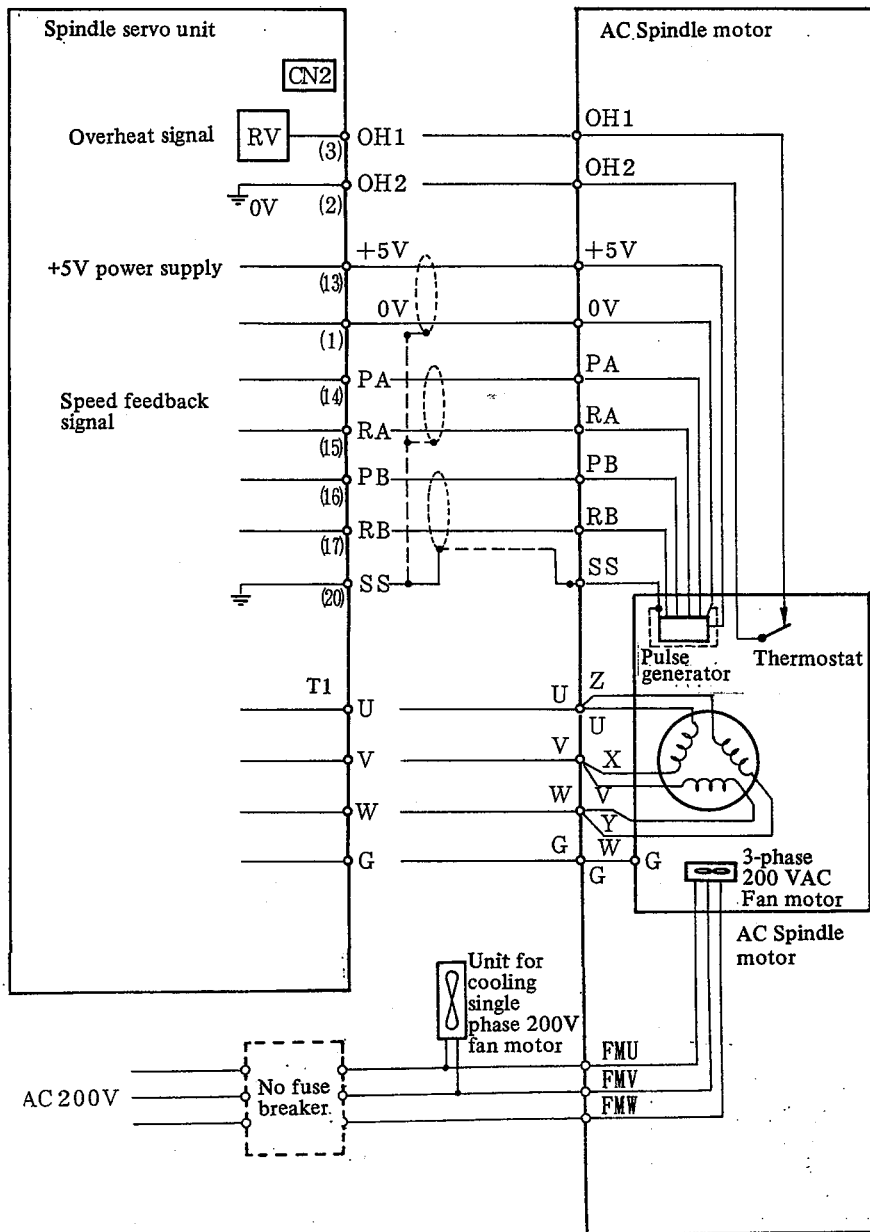 Spindle servo unit
AC Spindle motor
CN2
Overheat signal
RV
(3)
OH1
OH1
0V
(2)
OH2
OH2
+5V power supply
(13)
+5V
+5V
(1)
0V
0V
Speed feedback
signal
(14)
PA
PA
(15)
RA
RA
(16)
PB
PB
(17)
RB
RB
(20)
SS
SS
Pulse
generator
Thermostat
T1
U
U
Z
U
V
V
X
V
W
W
Y
W
G
G
G
G
3-phase
200 VAC
Fan motor
AC Spindle
motor
Unit for
cooling
single
phase 200V
fan motor
AC 200V
No fuse
breaker.
FMU
FMV
FMW